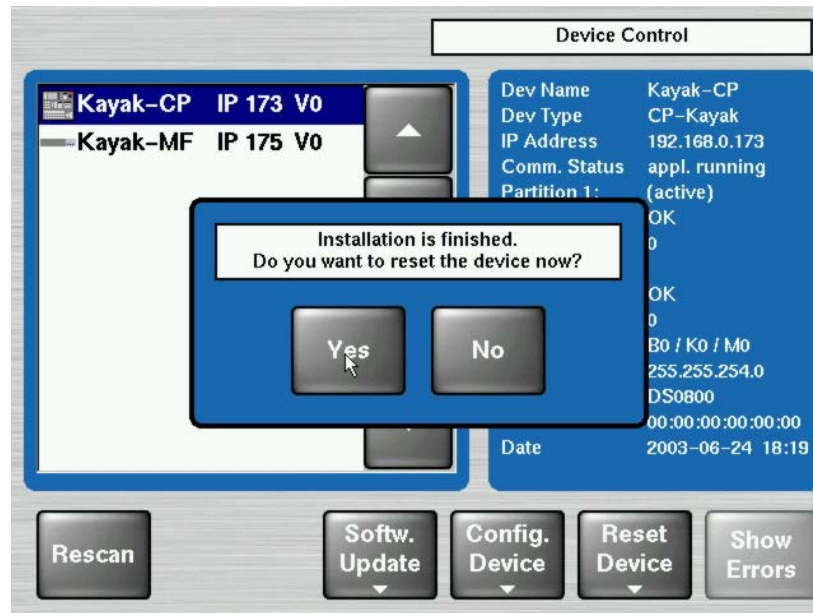 Device Control
Kayak-CP IP 173 V0
Kayak-MF IP 175 V0
Dev Name Kayak-CP
Dev Type CP-Kayak
IP Address 192.168.0.173
Comm. Status appl. running
Partition 1: (active)
OK
0
OK
0
B0 / K0 / M0
255.255.254.0
DS0800
00:00:00:00:00:00
Date 2003-06-24 18:19
Installation is finished.
Do you want to reset the device now?
Yes
No
Rescan
Softw.
Update
Config.
Device
Reset
Device
Show
Errors